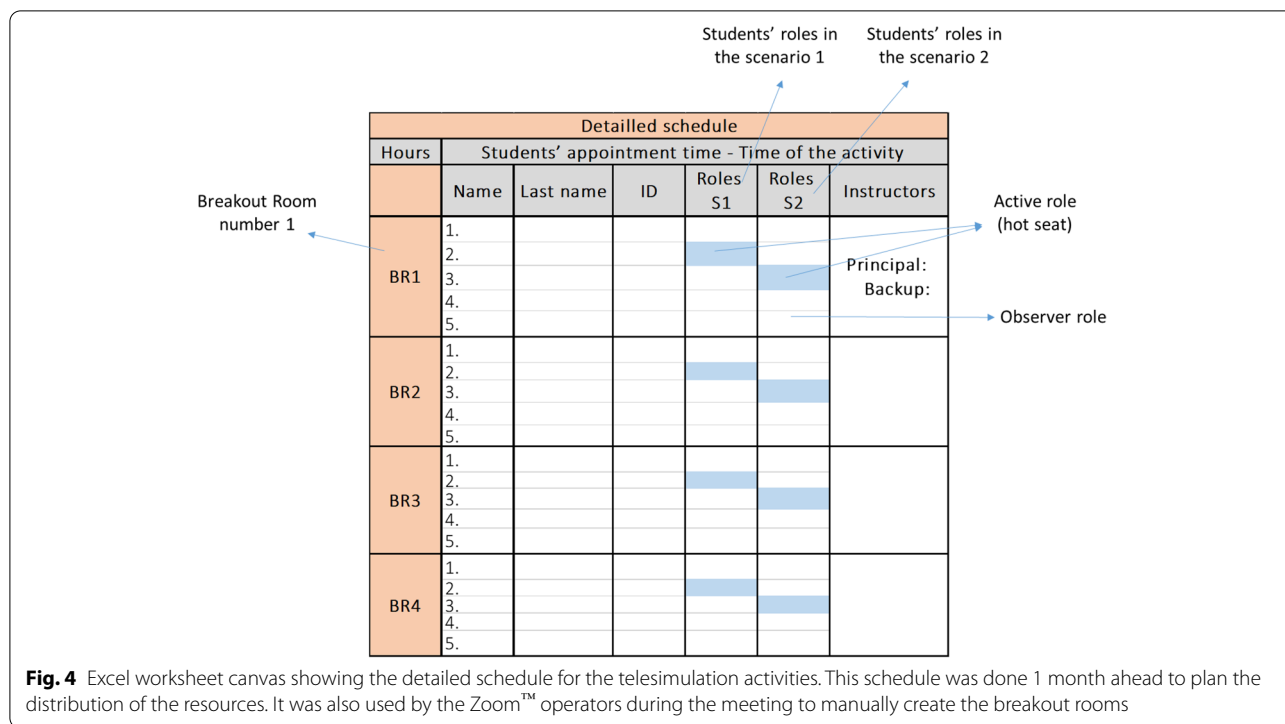 Students' roles in
the scenario 1
Students' roles in
the scenario 2
Detailled schedule
Hours Students' appointment time - Time of the activity
Name Last name ID Roles S1 Roles S2 Instructors
Breakout Room
number 1
Active role
(hot seat)
BR1
1.
2.
3.
4.
5.
Principal:
Backup:
Observer role
BR2
1.
2.
3.
4.
5.
BR3
1.
2.
3.
4.
5.
BR4
1.
2.
3.
4.
5.
Fig. 4 Excel worksheet canvas showing the detailed schedule for the telesimulation activities. This schedule was done 1 month ahead to plan the
distribution of the resources. It was also used by the Zoom™ operators during the meeting to manually create the breakout rooms